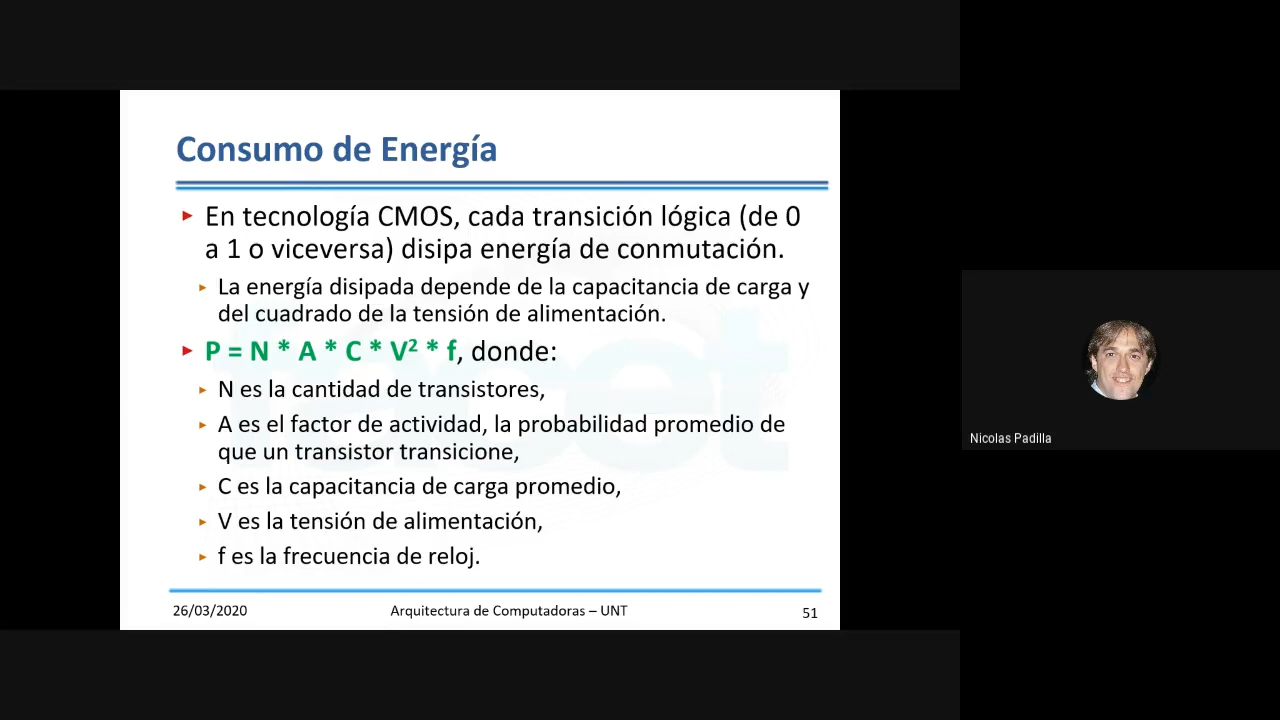 Consumo de Energía
En tecnología CMOS, cada transición lógica (de 0
a 1 o viceversa) disipa energía de conmutación.
La energía disipada depende de la capacitancia de carga y
del cuadrado de la tensión de alimentación.
P = N * A * C * V² * f, donde:
N es la cantidad de transistores,
A es el factor de actividad, la probabilidad promedio de
que un transistor transicione,
C es la capacitancia de carga promedio,
V es la tensión de alimentación,
f es la frecuencia de reloj.
26/03/2020
Arquitectura de Computadoras – UNT
51
Nicolas Padilla